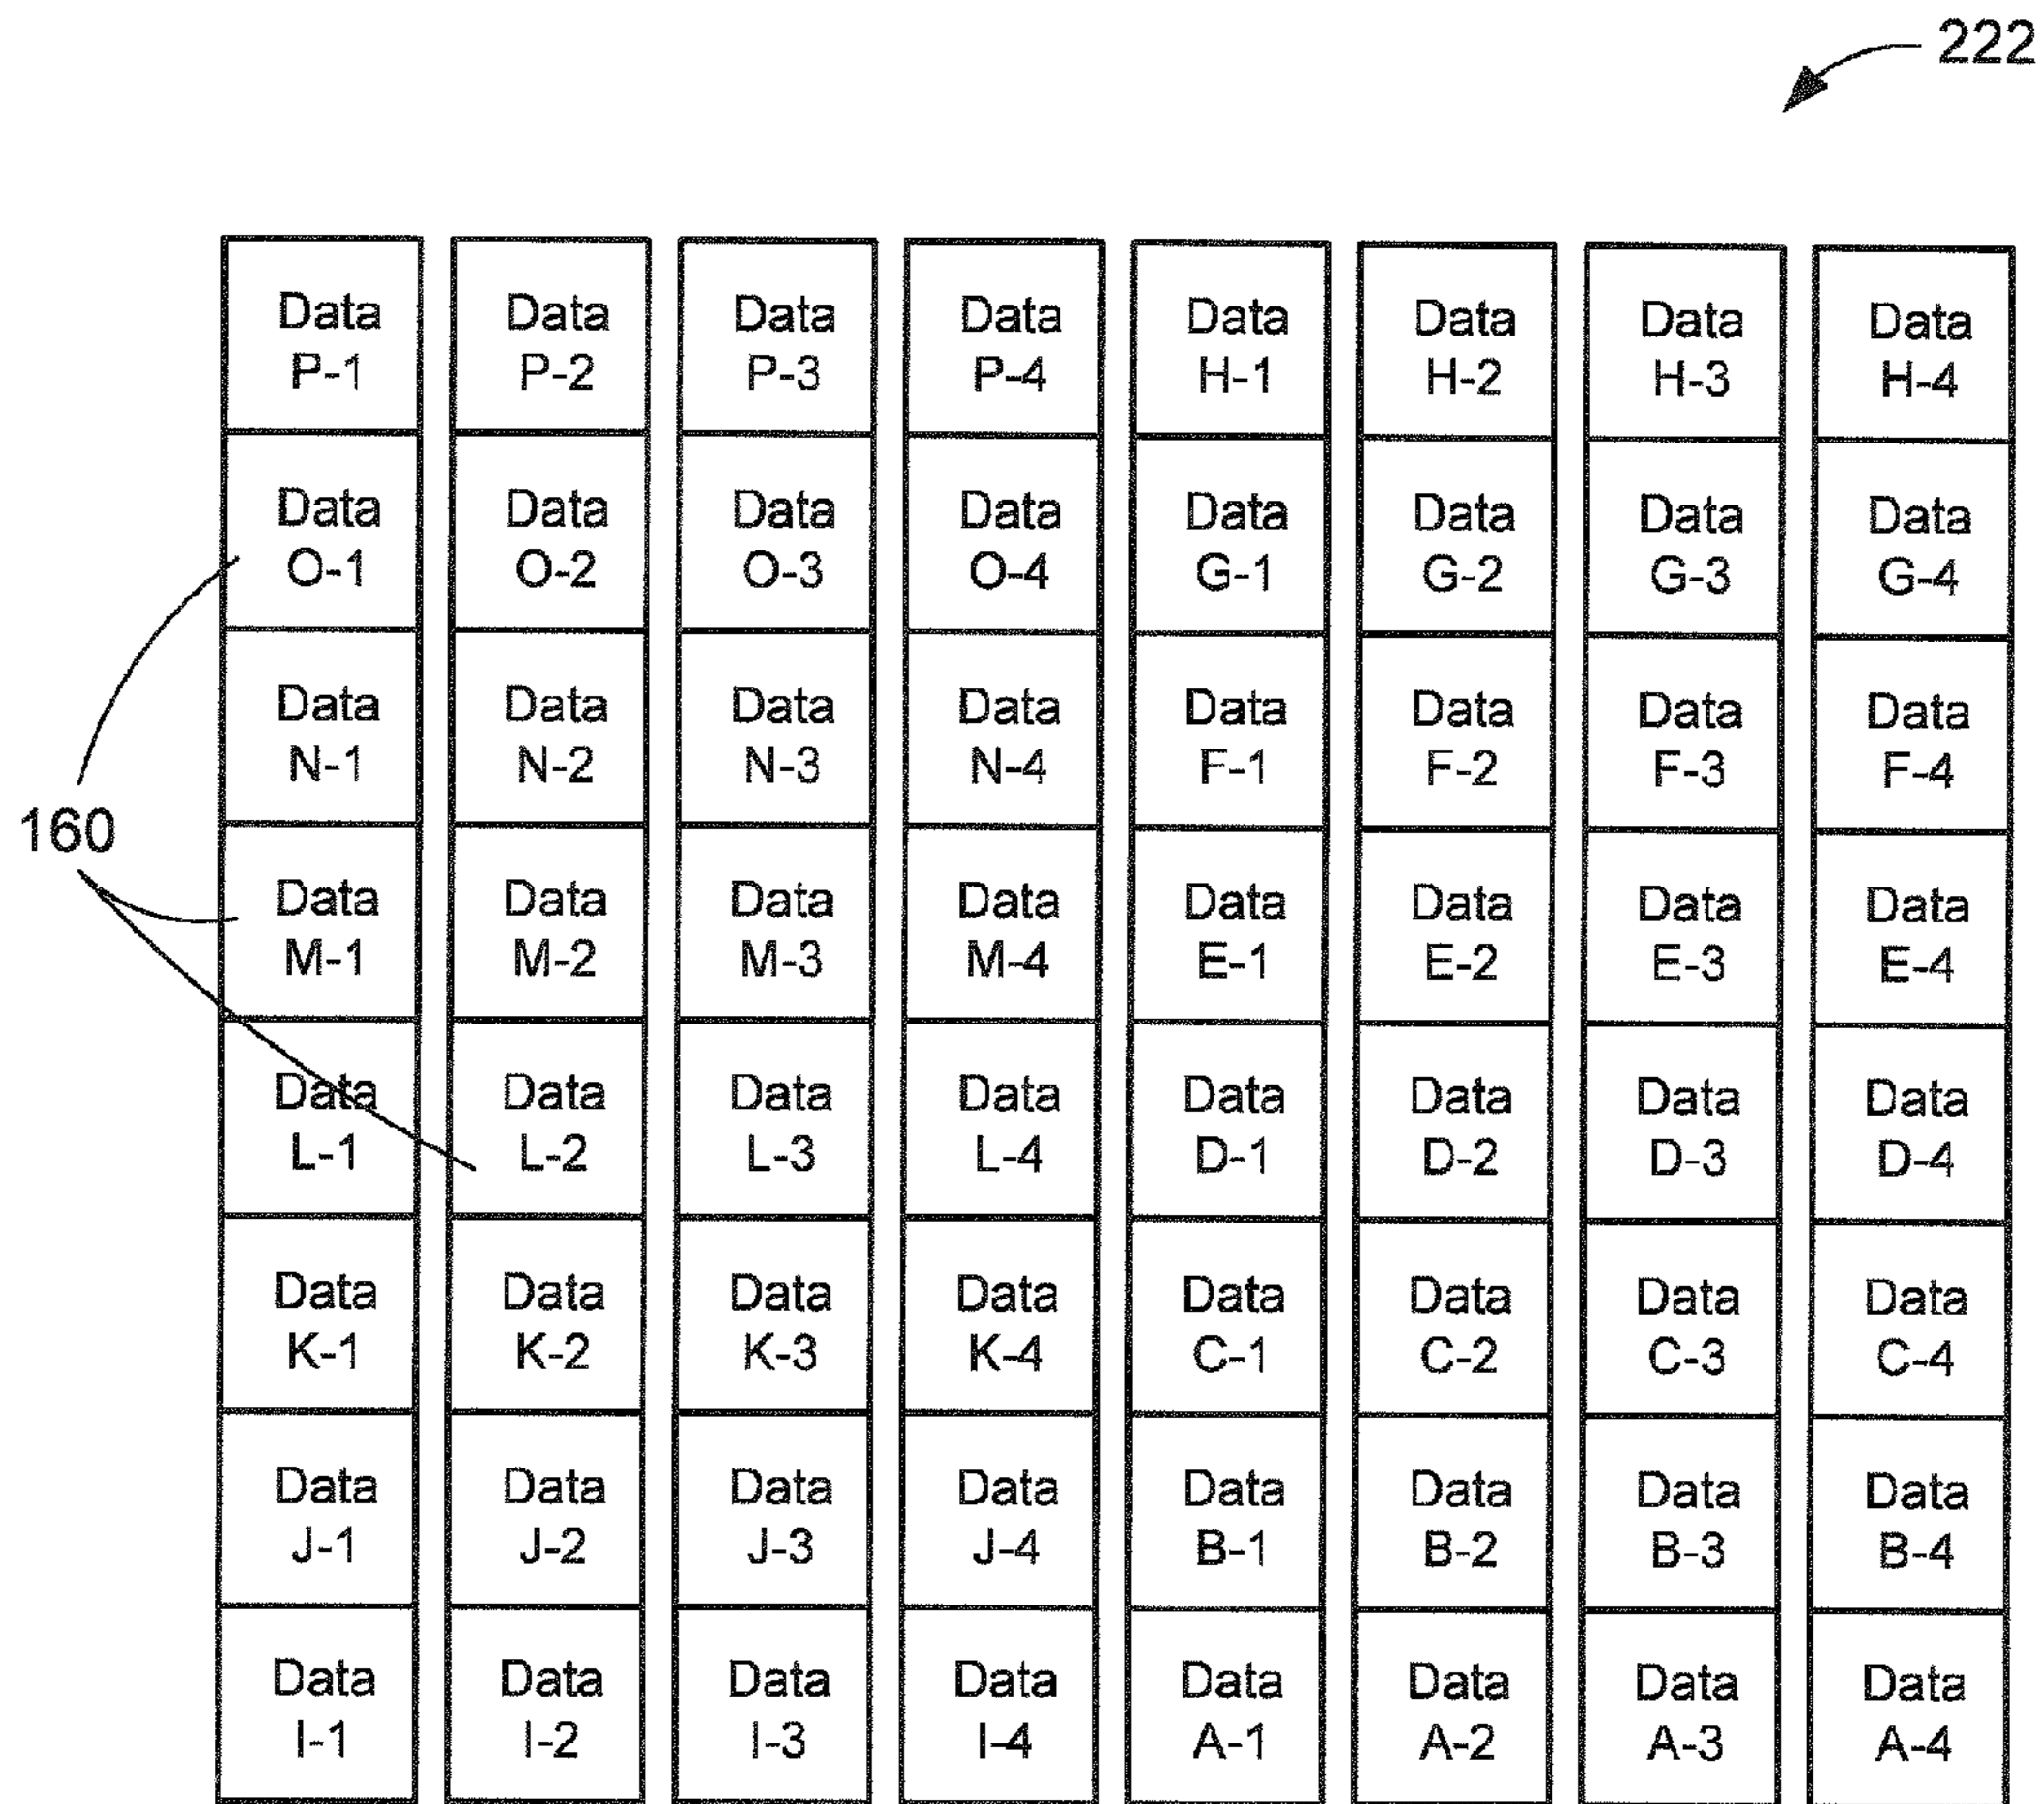 222
Data Data Data Data Data Data Data Data
P-1 P-2 P-3 P-4 H-1 H-2 H-3 H-4
Data Data Data Data Data Data Data Data
O-1 O-2 O-3 O-4 G-1 G-2 G-3 G-4
Data Data Data Data Data Data Data Data
N-1 N-2 N-3 N-4 F-1 F-2 F-3 F-4
160
Data Data Data Data Data Data Data Data
M-1 M-2 M-3 M-4 E-1 E-2 E-3 E-4
Data Data Data Data Data Data Data Data
L-1 L-2 L-3 L-4 D-1 D-2 D-3 D-4
Data Data Data Data Data Data Data Data
K-1 K-2 K-3 K-4 C-1 C-2 C-3 C-4
Data Data Data Data Data Data Data Data
J-1 J-2 J-3 J-4 B-1 B-2 B-3 B-4
Data Data Data Data Data Data Data Data
I-1 I-2 I-3 I-4 A-1 A-2 A-3 A-4